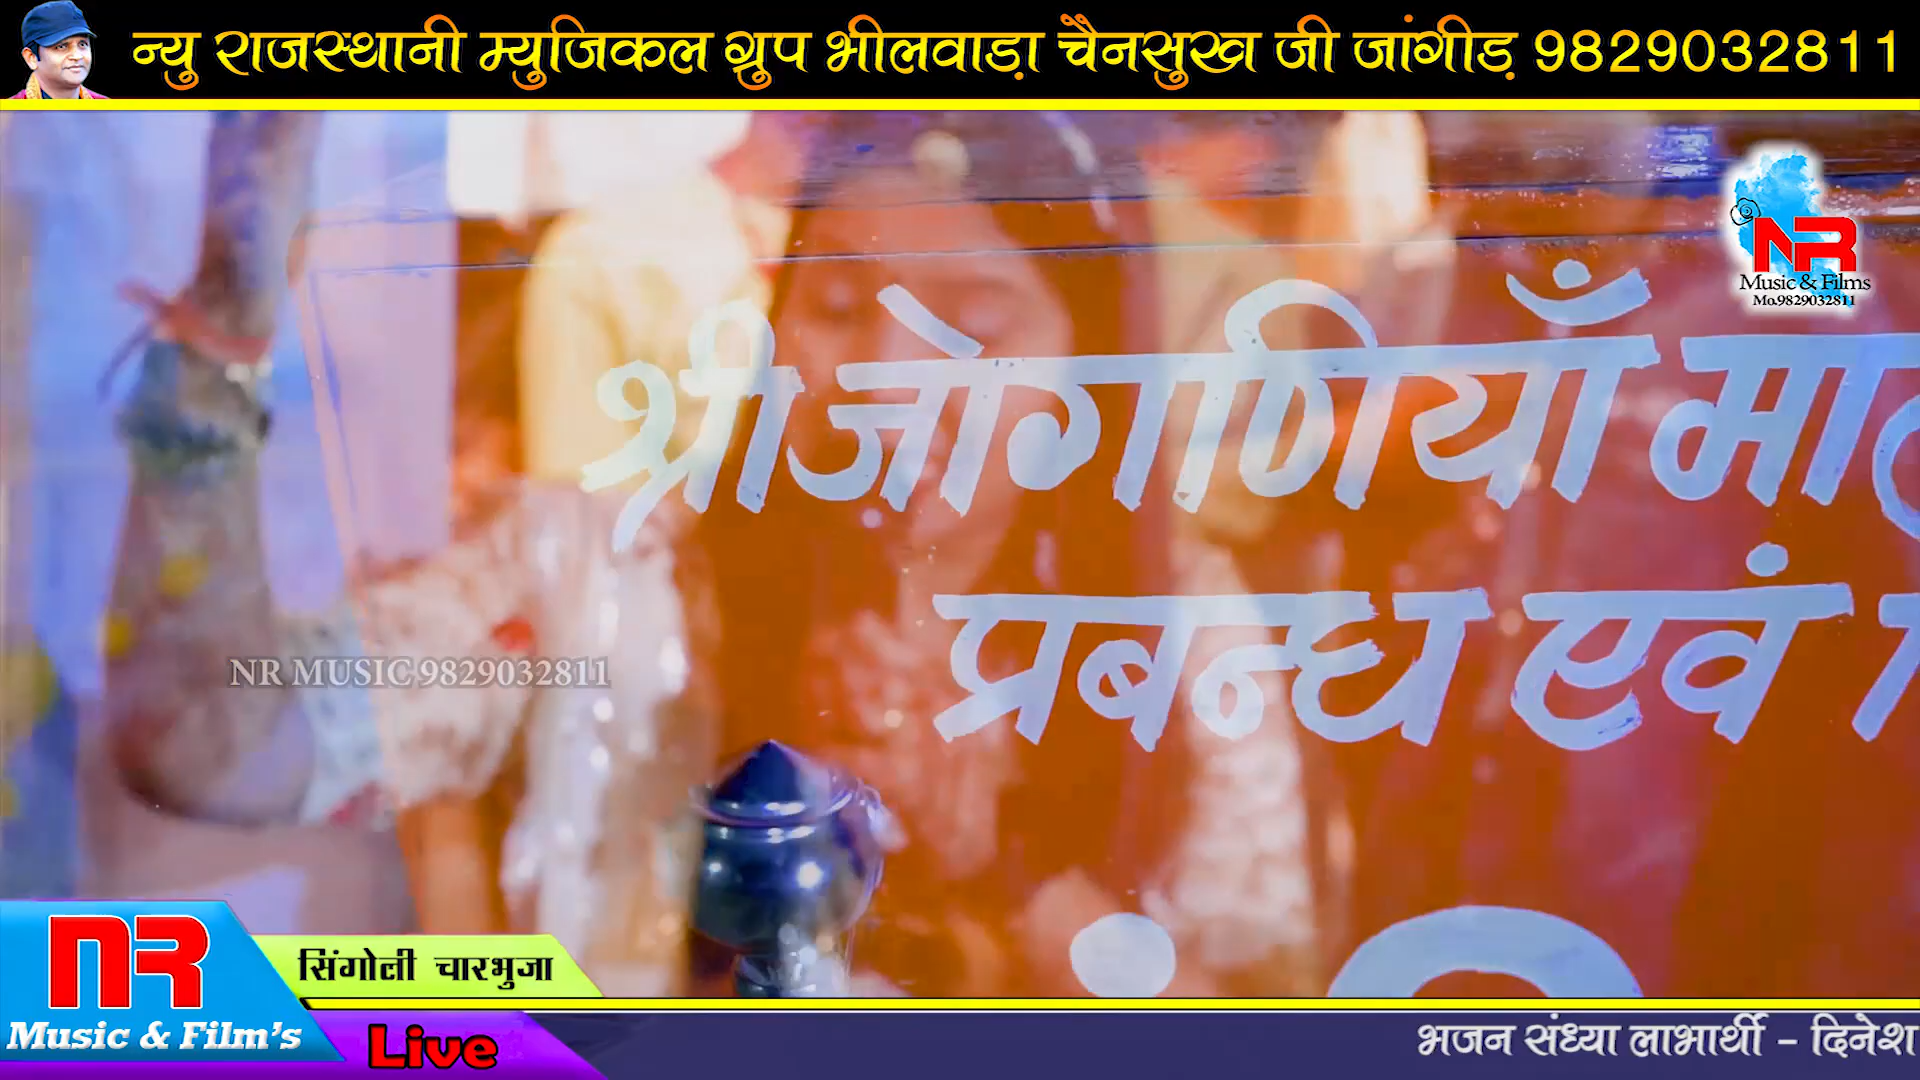 न्यु राजस्थानी म्युजिकल ग्रुप भीलवाडा़ चैनसुख जी जांगीड़ 9829032811
NR
Music & Films
Mo.9829032811
श्री जोगणियाँ
प्रबन्ध एवं
NR MUSIC 9829032811
NR
Music & Film's
सिंगोली चारभुजा
Live
भजन संध्या लाभार्थी - दिनेश